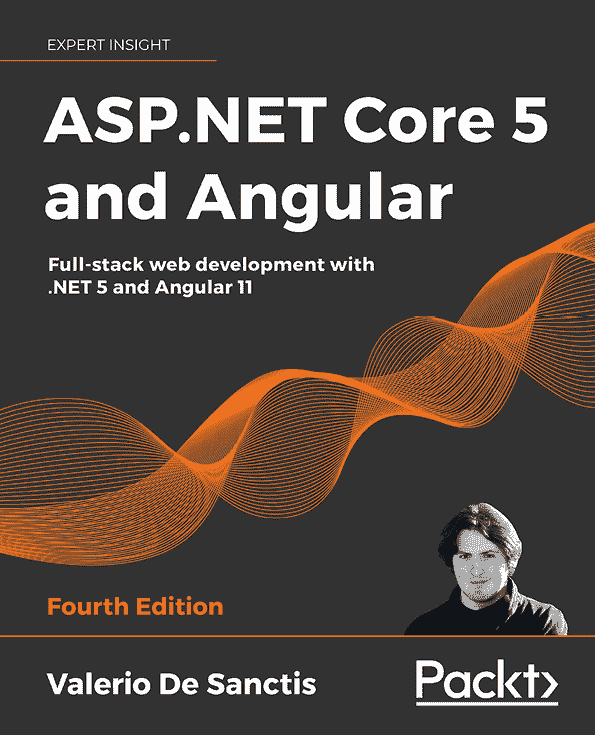 EXPERT INSIGHT
ASP.NET Core 5
and Angular
Full-stack web development with
.NET 5 and Angular 11
Fourth Edition
Valerio De Sanctis
Packt>